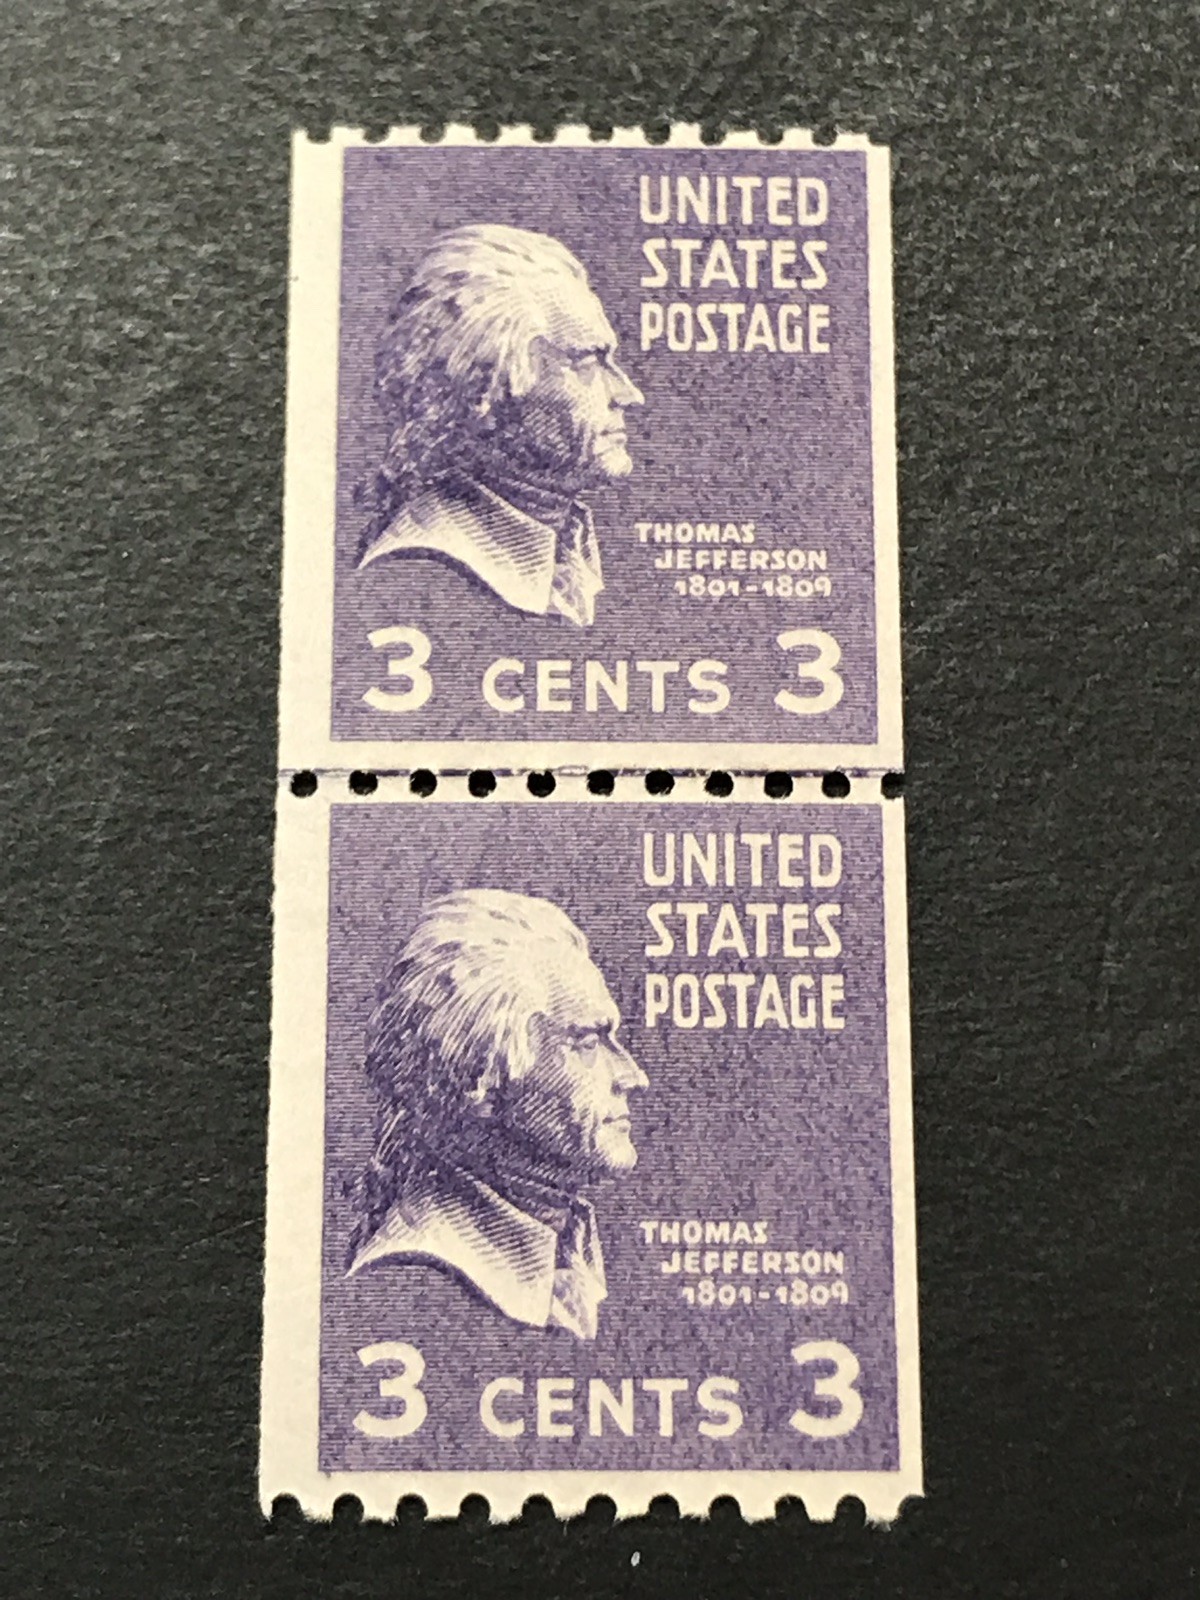 UNITED
STATES
POSTAGE
THOMAS
JEFFERSON
1801-1809
3 CENTS 3
UNITED
STATES
POSTAGE
THOMAS
JEFFERSON
1801-1809
3 CENTS 3